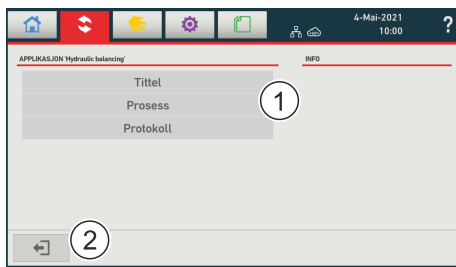 4-Mai-2021
10:00
?
APPLIKASJON 'Hydraulic balancing'
INFO
Tittel
Prosess
Protokoll
1
2